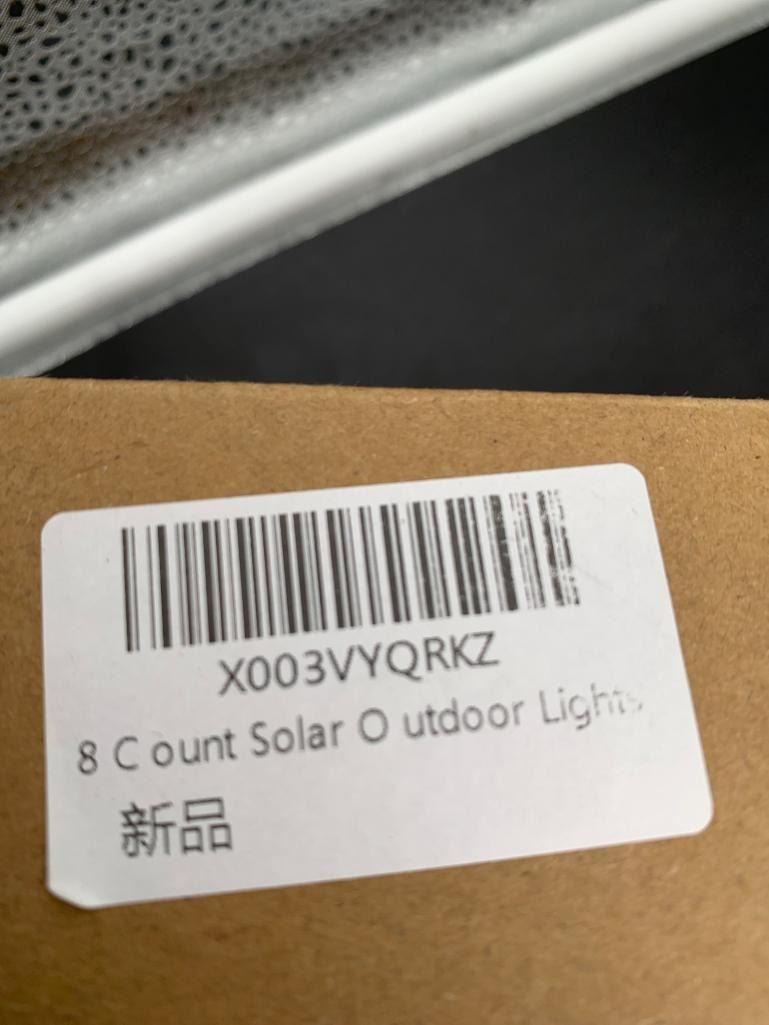 X003VYQRKZ
8 C ount Solar O utdoor Lights
新品